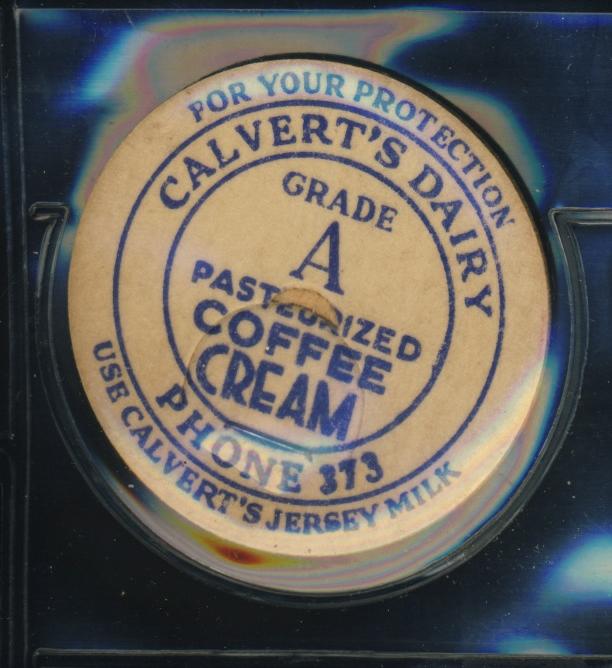 FOR YOUR PROTECTION
CALVERT'S DAIRY
GRADE
A
PASTEURIZED
COFFEE
CREAM
PHONE 373
USE CALVERT'S JERSEY MILK